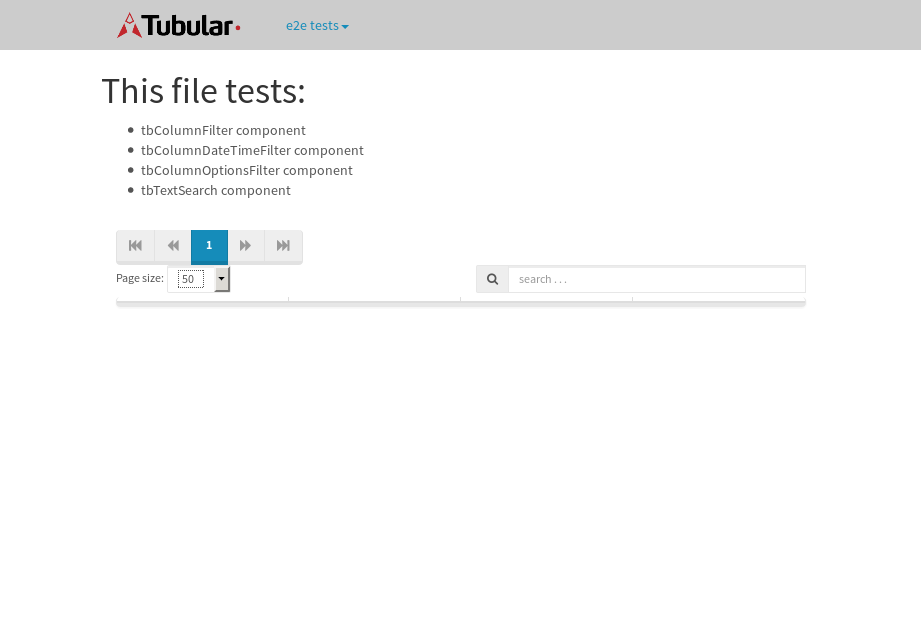 Tubular
e2e tests
This file tests:
tbColumnFilter component
tbColumnDateTimeFilter component
tbColumnOptionsFilter component
tbTextSearch component
1
Page size: 50
search . . .